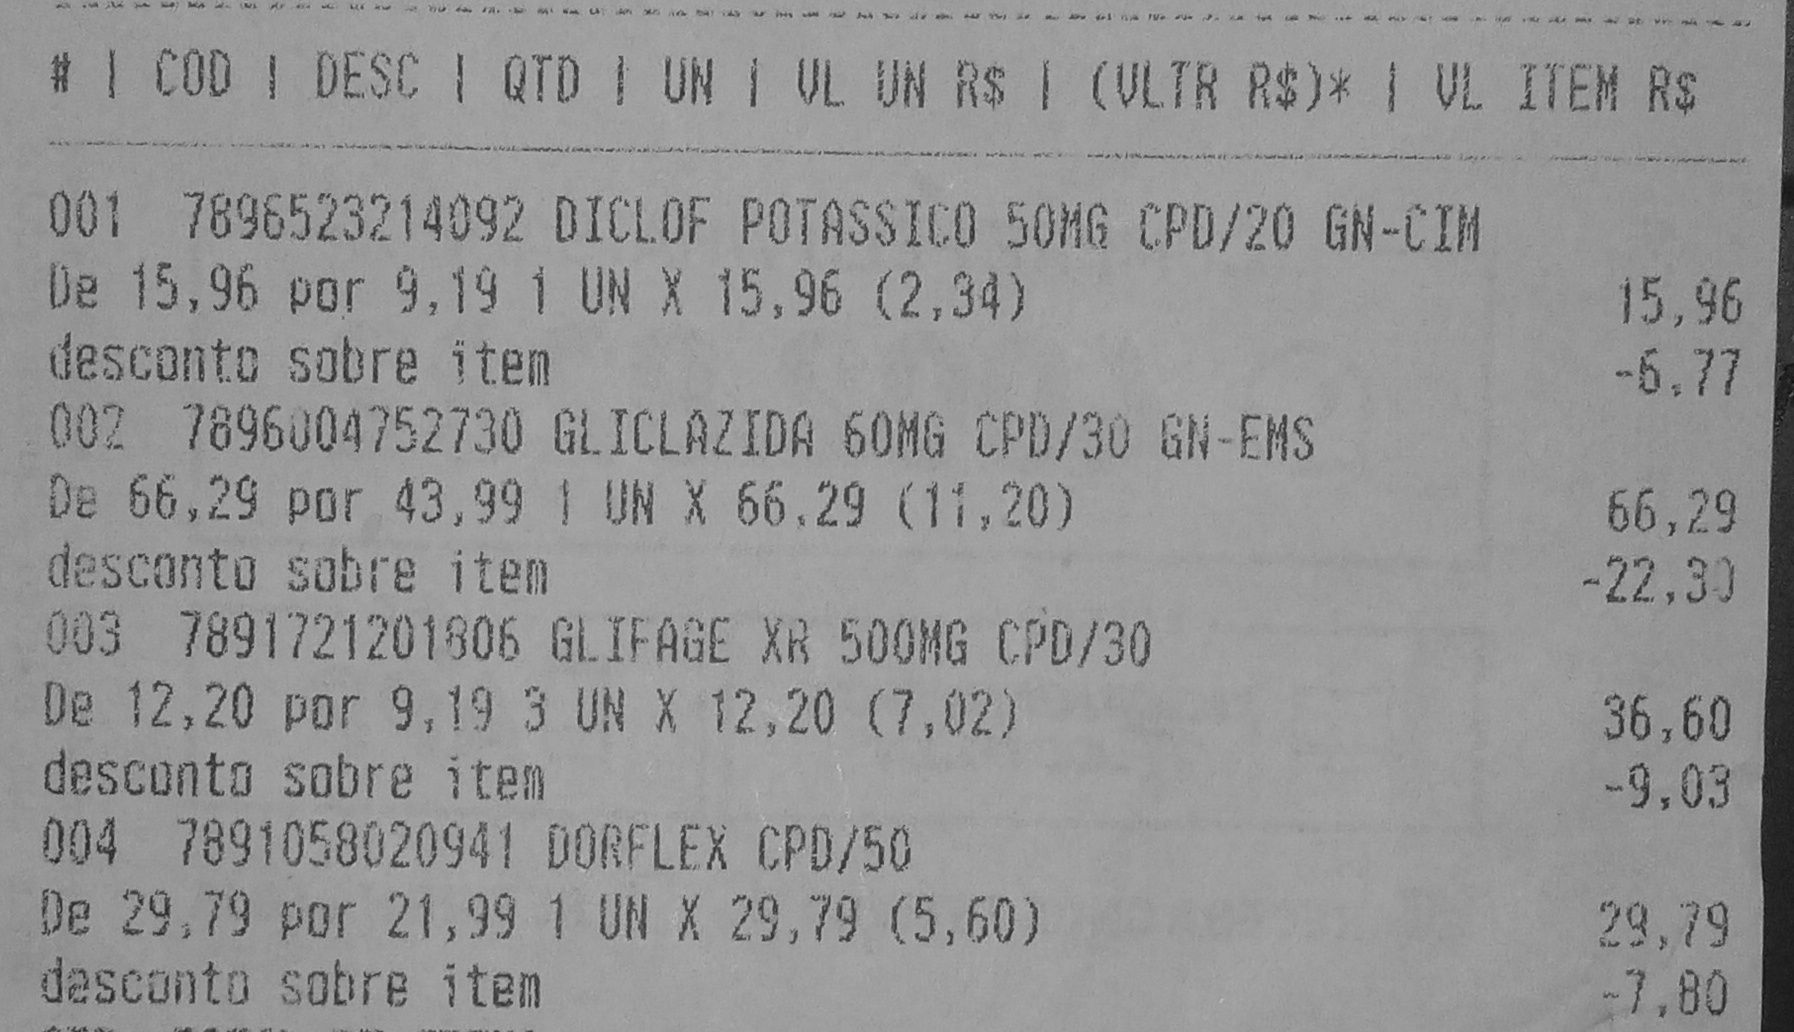 # | COD | DESC | QTD | UN | VL UN R$ | (VLTR R$)* | VL ITEM R$
001 7896523214092 DICLOF POTASSICO 50MG CPD/20 GN-CIM
De 15,96 por 9,19 1 UN X 15,96 (2,34) 15,96
desconto sobre item -6,77
002 7896004752730 GLICLAZIDA 60MG CPD/30 GN-EMS
De 66,29 por 43,99 1 UN X 66,29 (11,20) 66,29
desconto sobre item -22,30
003 7891721201806 GLIFAGE XR 500MG CPD/30
De 12,20 por 9,19 3 UN X 12,20 (7,02) 36,60
desconto sobre item -9,03
004 7891058020941 DORFLEX CPD/50
De 29,79 por 21,99 1 UN X 29,79 (5,60) 29,79
desconto sobre item -7,80